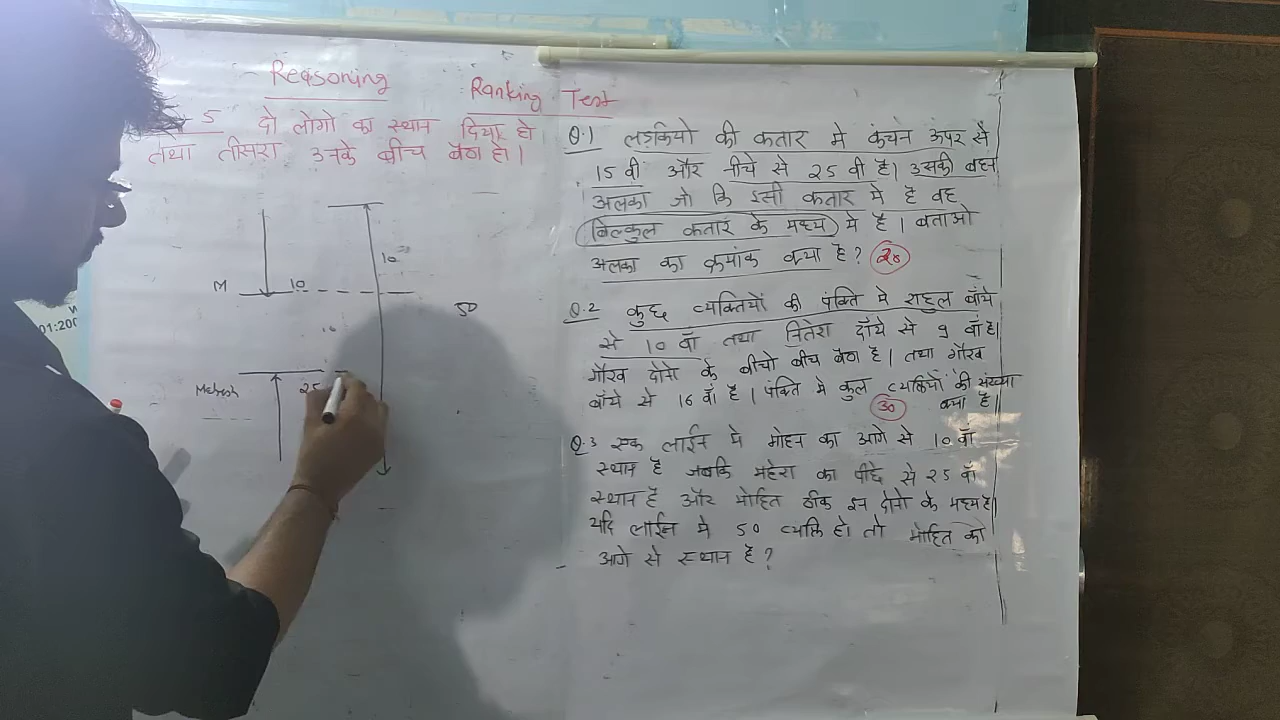 Reasoning
Ranking Test
5 दो लोगो का स्थान दिया हो
तथा तीसरा उनके बीच बैठा हो।
M 10
10
50
Mahesh 25
01:200
Q.1 लड़कियो की कतार मे कंचन ऊपर से
15 वी और नीचे से 25 वी है। उसकी बहन
अलका जो कि इसी कतार मे है वह
बिल्कुल कतार के मध्य मे है । बताओ
अलका का क्रमांक क्या है? 20
Q.2 कुछ व्यक्तियों की पंक्ति मे राहुल बाँये
से 10 वाँ तथा जितेश दाँये से 9 वाँ है।
गौरव दोनो के बीचो बीच बैठा है। तथा गौरव
बाँये से 16 वाँ है । पंक्ति मे कुल व्यक्तियों की संख्या
क्या है। 30
Q.3 एक लाईन मे मोहन का आगे से 10 वाँ
स्थान है जबकि महेश का पीछे से 25 वाँ
स्थान है और मोहित ठीक इन दोनो के मध्य है।
यदि लाईन मे 50 व्यक्ति हो तो मोहित का
आगे से स्थान है?